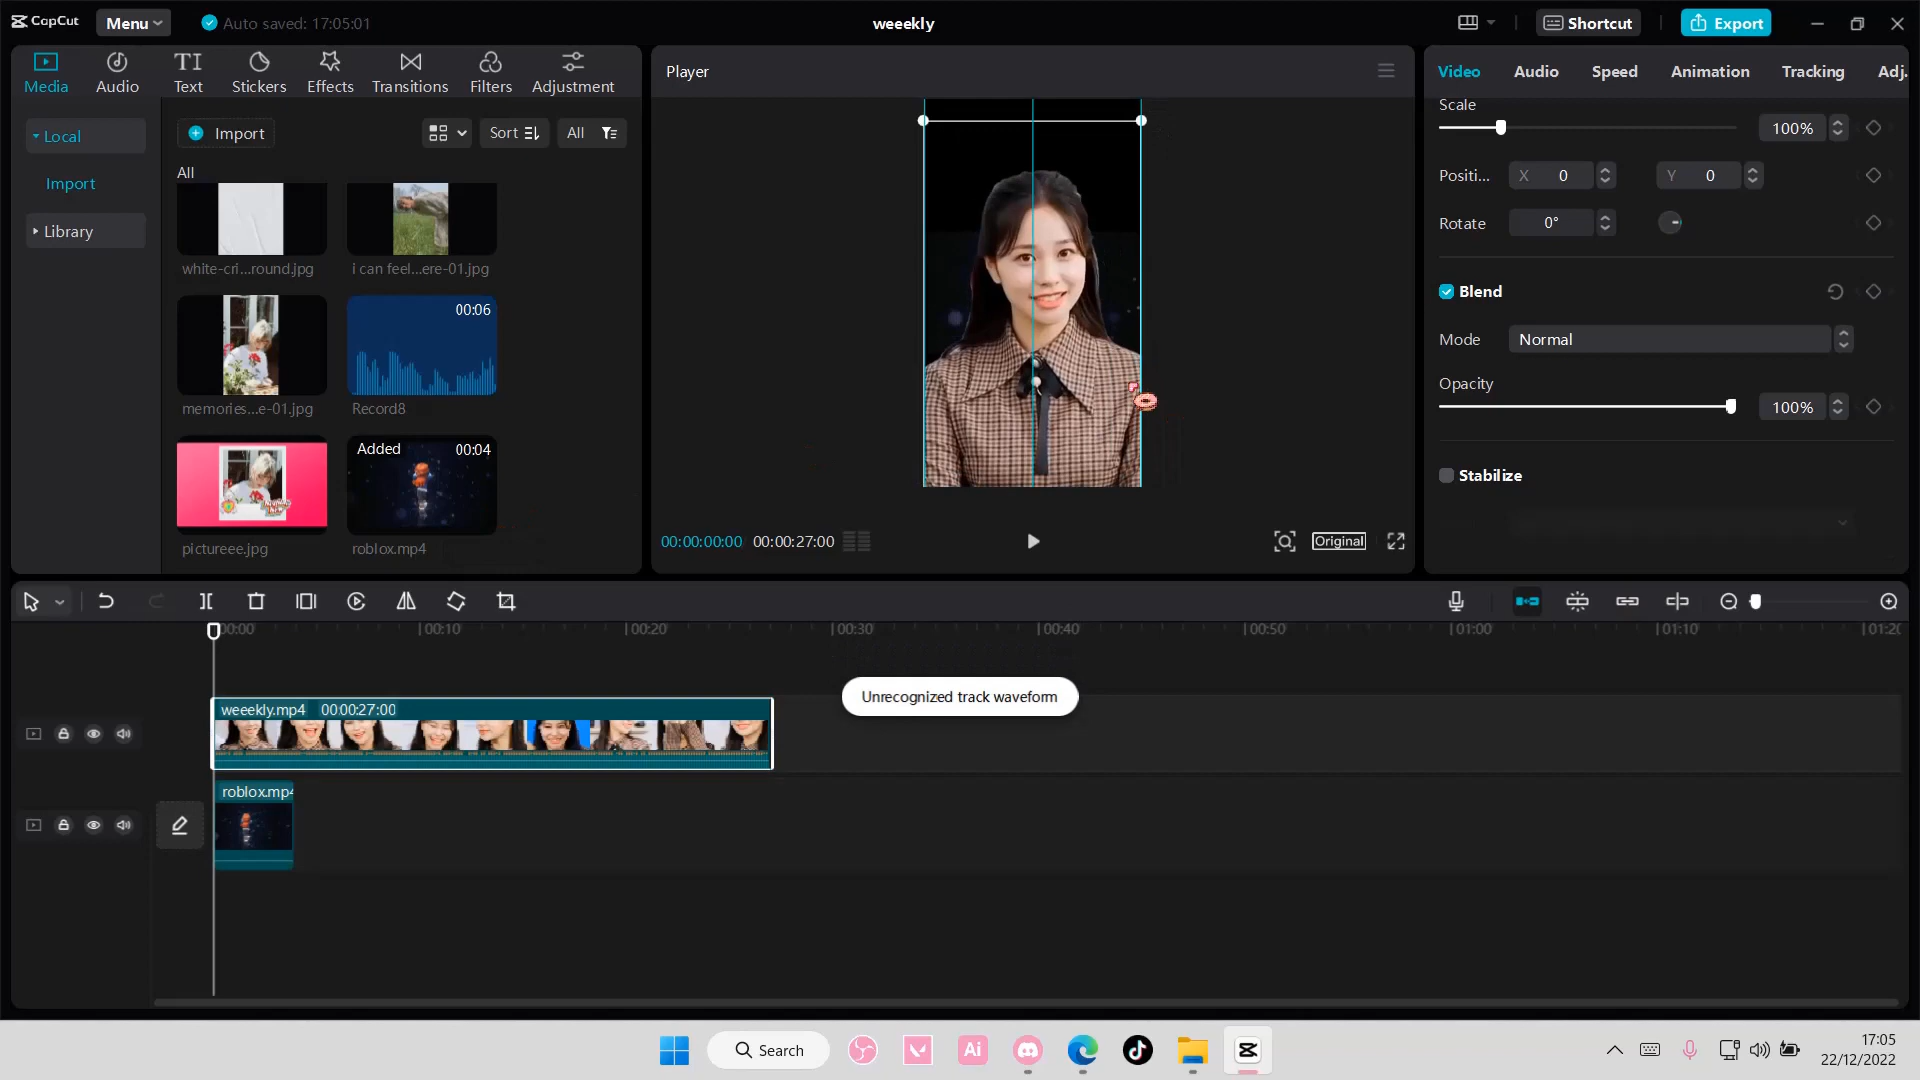 CapCut
Menu
Auto saved: 17:05:01
weeekly
Shortcut
Export
Media
Audio
Text
Stickers
Effects
Transitions
Filters
Adjustment
Player
Video
Audio
Speed
Animation
Tracking
Adj.
Local
Import
Library
Import
Sort
All
All
white-cri...round.jpg
i can feel...ere-01.jpg
memories...e-01.jpg
00:06
Record8
pictureee.jpg
Added
00:04
roblox.mp4
00:00:00:00
00:00:27:00
Original
Scale
100%
Positi...
X
0
Y
0
Rotate
0°
Blend
Mode
Normal
Opacity
100%
Stabilize
00:00
00:10
00:20
00:30
00:40
00:50
01:00
01:10
01:20
Unrecognized track waveform
weeekly.mp4
00:00:27:00
roblox.mp4
Search
Ai
17:05
22/12/2022